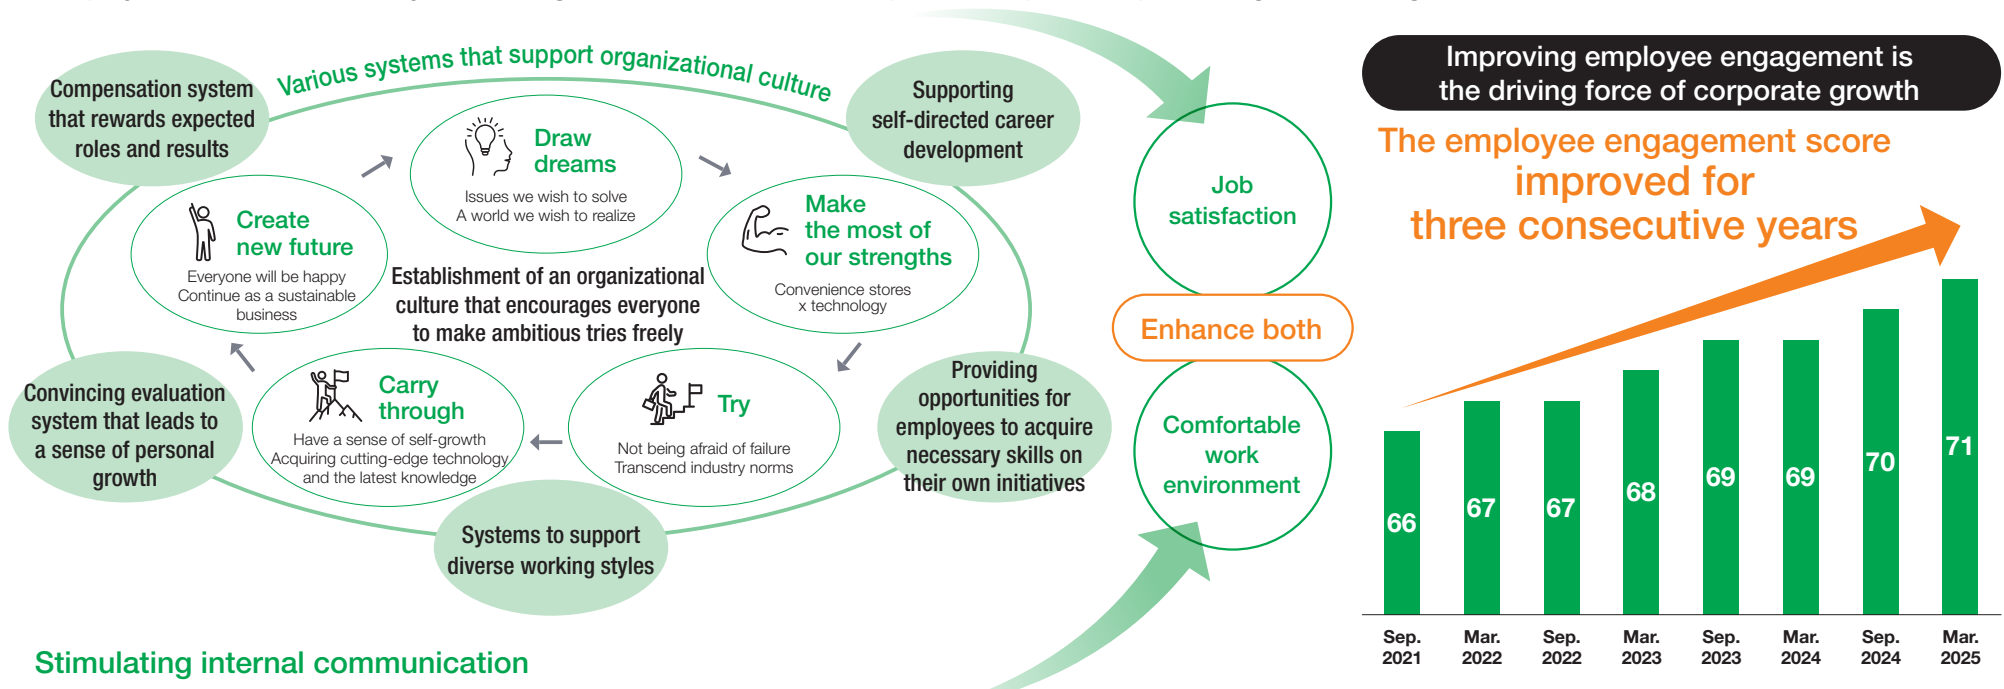 Various systems that support organizational culture
Compensation system
that rewards expected
roles and results
Supporting
self-directed career
development
Draw
dreams
Issues we wish to solve
A world we wish to realize
Make
the most of
our strengths
Convenience stores
x technology
Create
new future
Everyone will be happy
Continue as a sustainable
business
Establishment of an organizational
culture that encourages everyone
to make ambitious tries freely
Carry
through
Have a sense of self-growth
Acquiring cutting-edge technology
and the latest knowledge
Try
Not being afraid of failure
Transcend industry norms
Convincing evaluation
system that leads to
a sense of personal
growth
Providing
opportunities for
employees to acquire
necessary skills on
their own initiatives
Systems to support
diverse working styles
Stimulating internal communication
Job
satisfaction
Enhance both
Comfortable
work
environment
Improving employee engagement is
the driving force of corporate growth
The employee engagement score
improved for
three consecutive years
66
67
67
68
69
69
70
71
Sep.
2021
Mar.
2022
Sep.
2022
Mar.
2023
Sep.
2023
Mar.
2024
Sep.
2024
Mar.
2025